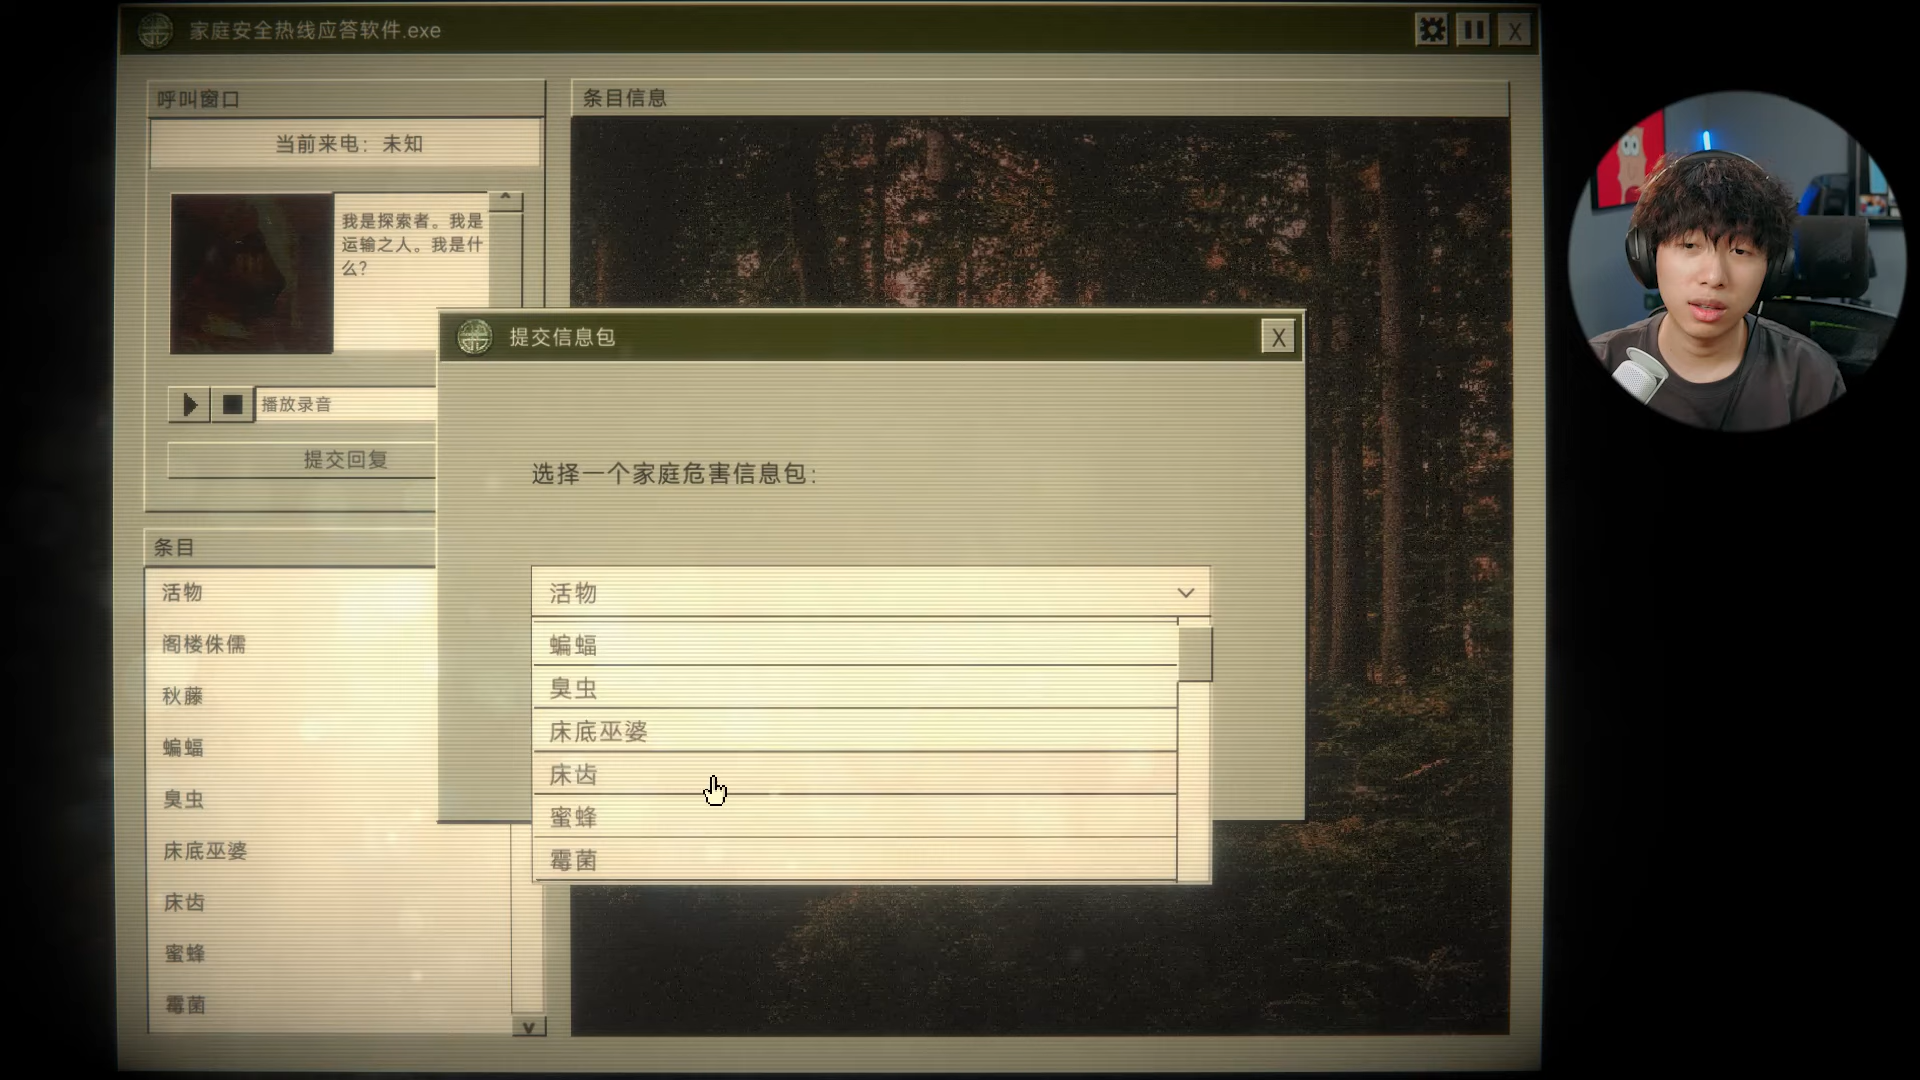 家庭安全热线应答软件.exe
X
呼叫窗口
当前来电：未知
我是探索者。我是
运输之人。我是什
么？
播放录音
提交回复
条目
活物
阁楼侏儒
秋藤
蝙蝠
臭虫
床底巫婆
床齿
蜜蜂
霉菌
条目信息
提交信息包
X
选择一个家庭危害信息包：
活物
蝙蝠
臭虫
床底巫婆
床齿
蜜蜂
霉菌